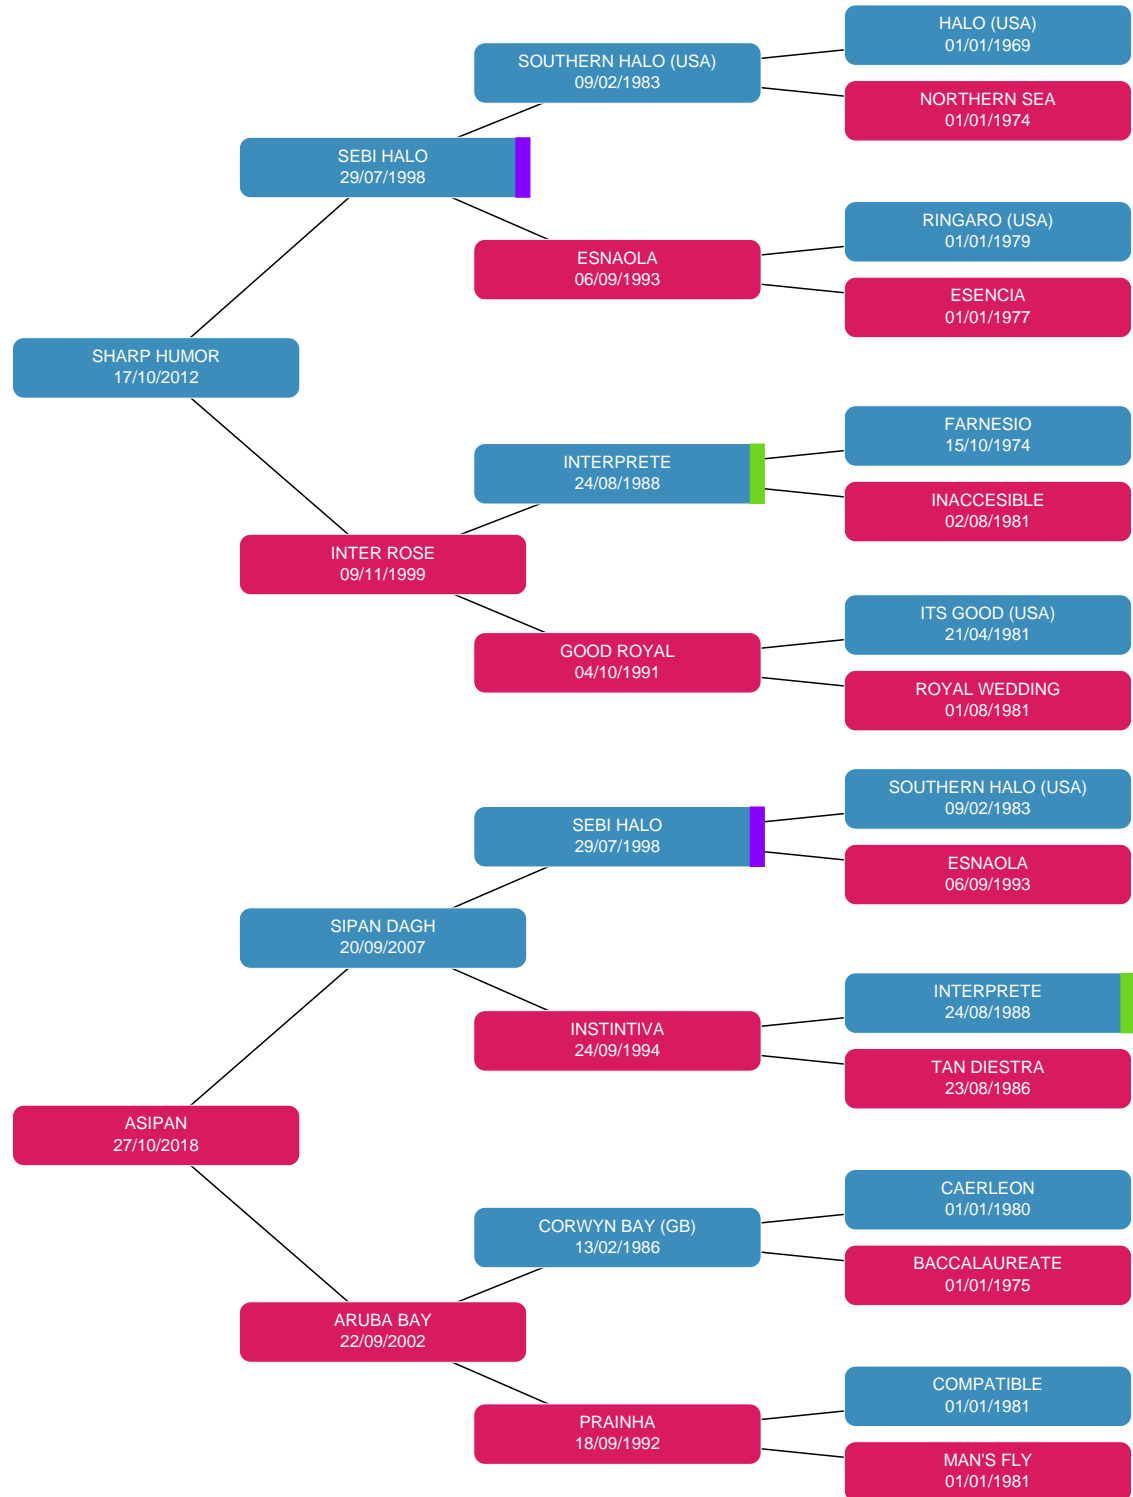 HALO (USA)
01/01/1969
SOUTHERN HALO (USA)
09/02/1983
NORTHERN SEA
01/01/1974
SEBI HALO
29/07/1998
RINGARO (USA)
01/01/1979
ESNAOLA
06/09/1993
ESENCIA
01/01/1977
SHARP HUMOR
17/10/2012
FARNESIO
15/10/1974
INTERPRETE
24/08/1988
INACCESIBLE
02/08/1981
INTER ROSE
09/11/1999
ITS GOOD (USA)
21/04/1981
GOOD ROYAL
04/10/1991
ROYAL WEDDING
01/08/1981
SOUTHERN HALO (USA)
09/02/1983
SEBI HALO
29/07/1998
ESNAOLA
06/09/1993
SIPAN DAGH
20/09/2007
INTERPRETE
24/08/1988
INSTINTIVA
24/09/1994
TAN DIESTRA
23/08/1986
ASIPAN
27/10/2018
CAERLEON
01/01/1980
CORWYN BAY (GB)
13/02/1986
BACCALAUREATE
01/01/1975
ARUBA BAY
22/09/2002
COMPATIBLE
01/01/1981
PRAINHA
18/09/1992
MAN'S FLY
01/01/1981